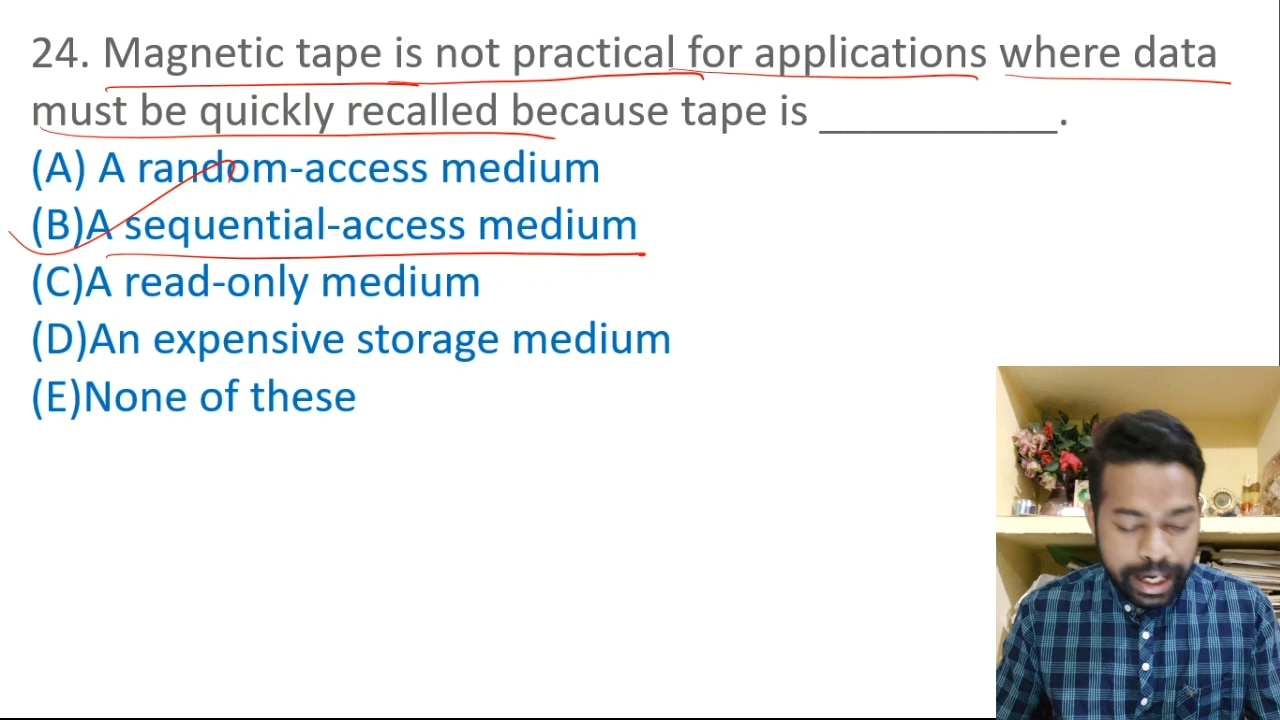 24. Magnetic tape is not practical for applications where data
must be quickly recalled because tape is ___________.
(A) A random-access medium
(B)A sequential-access medium
(C)A read-only medium
(D)An expensive storage medium
(E)None of these